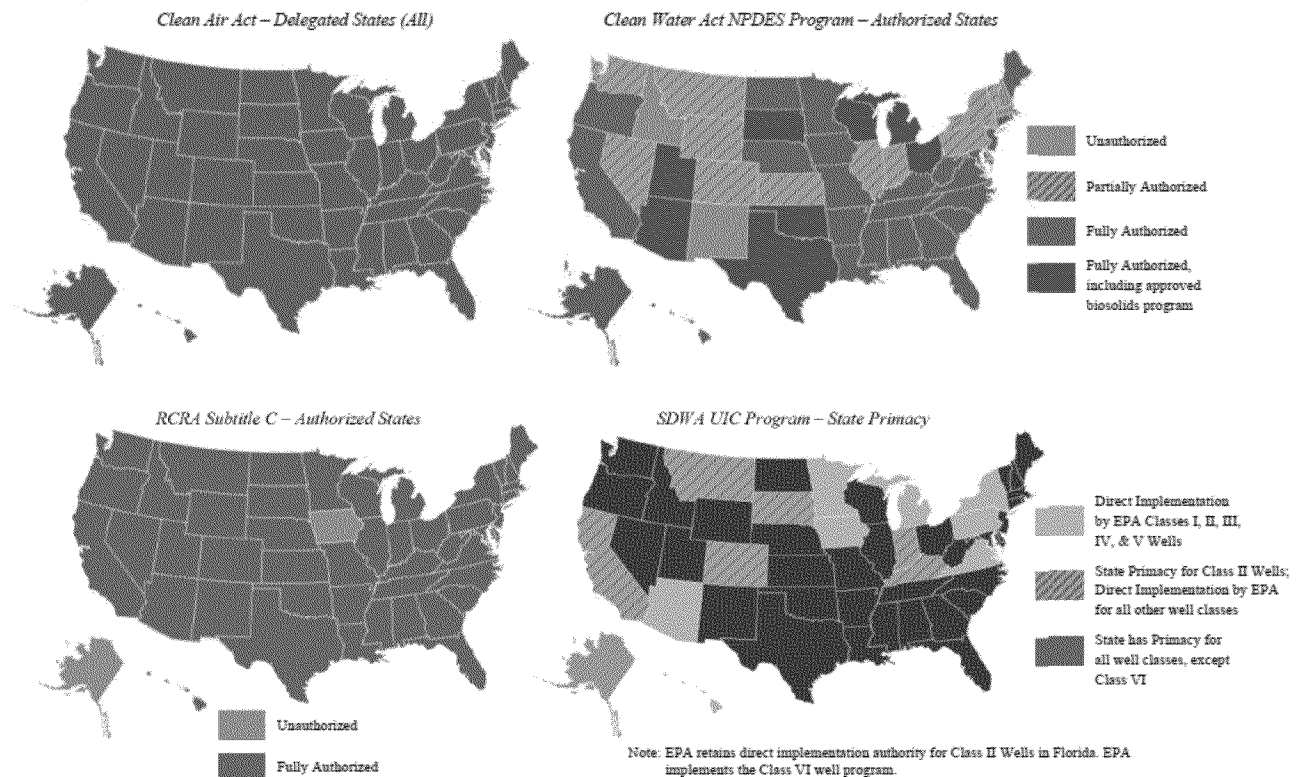 Clean Air Act – Delegated States (All)
Clean Water Act NPDES Program – Authorized States
Unauthorized
Partially Authorized
Fully Authorized
Fully Authorized,
including approved
biosolids program
RCRA Subtitle C – Authorized States
Unauthorized
Fully Authorized
SDWA UIC Program – State Primacy
Direct Implementation
by EPA Classes I, II, III,
IV, & V Wells
State Primacy for Class II Wells;
Direct Implementation by EPA
for all other well classes
State has Primacy for
all well classes, except
Class VI
Note: EPA retains direct implementation authority for Class II Wells in Florida. EPA
implements the Class VI well program.